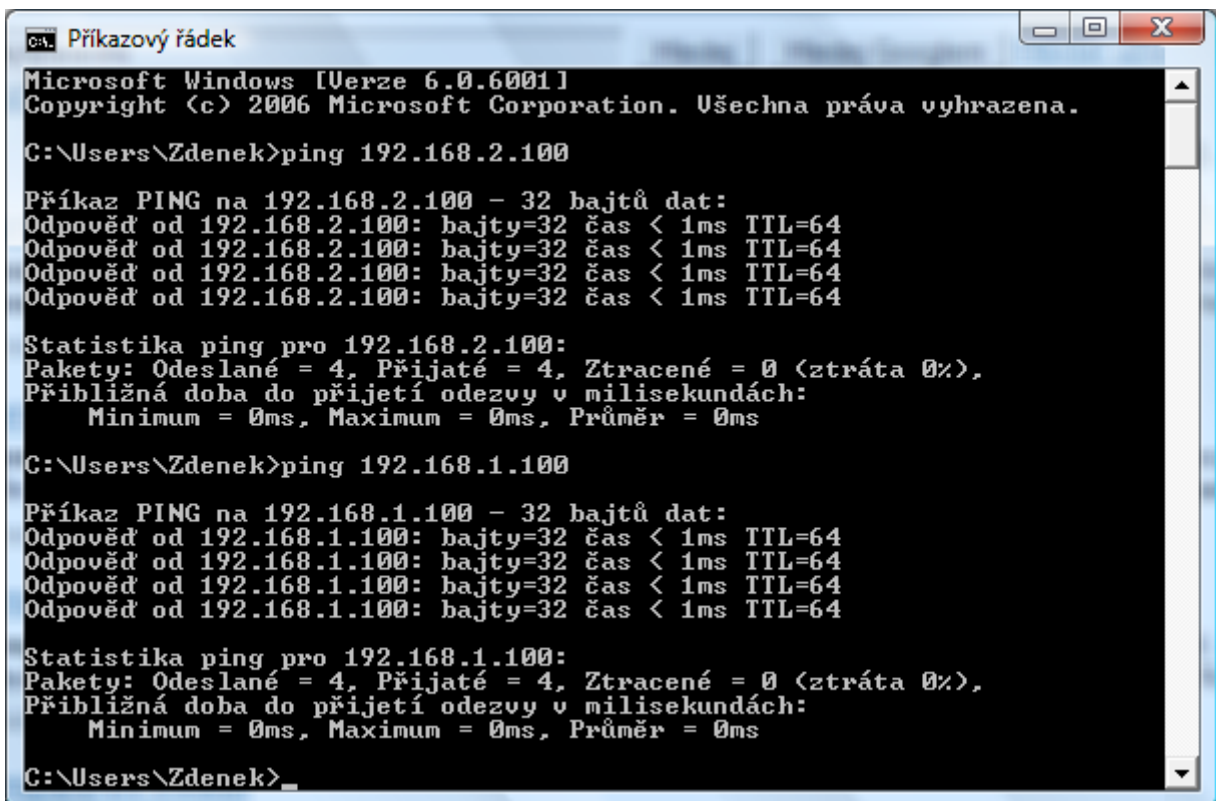 Příkazový řádek
Microsoft Windows [Verze 6.0.6001]
Copyright (c) 2006 Microsoft Corporation. Všechna práva vyhrazena.
C:\Users\Zdenek>ping 192.168.2.100
Příkaz PING na 192.168.2.100 - 32 bajtů dat:
Odpověď od 192.168.2.100: bajty=32 čas < 1ms TTL=64
Odpověď od 192.168.2.100: bajty=32 čas < 1ms TTL=64
Odpověď od 192.168.2.100: bajty=32 čas < 1ms TTL=64
Odpověď od 192.168.2.100: bajty=32 čas < 1ms TTL=64
Statistika ping pro 192.168.2.100:
Pakety: Odeslané = 4, Přijaté = 4, Ztracené = 0 (ztráta 0%),
Přibližná doba do přijetí odezvy v milisekundách:
Minimum = 0ms, Maximum = 0ms, Průměr = 0ms
C:\Users\Zdenek>ping 192.168.1.100
Příkaz PING na 192.168.1.100 - 32 bajtů dat:
Odpověď od 192.168.1.100: bajty=32 čas < 1ms TTL=64
Odpověď od 192.168.1.100: bajty=32 čas < 1ms TTL=64
Odpověď od 192.168.1.100: bajty=32 čas < 1ms TTL=64
Odpověď od 192.168.1.100: bajty=32 čas < 1ms TTL=64
Statistika ping pro 192.168.1.100:
Pakety: Odeslané = 4, Přijaté = 4, Ztracené = 0 (ztráta 0%),
Přibližná doba do přijetí odezvy v milisekundách:
Minimum = 0ms, Maximum = 0ms, Průměr = 0ms
C:\Users\Zdenek>_